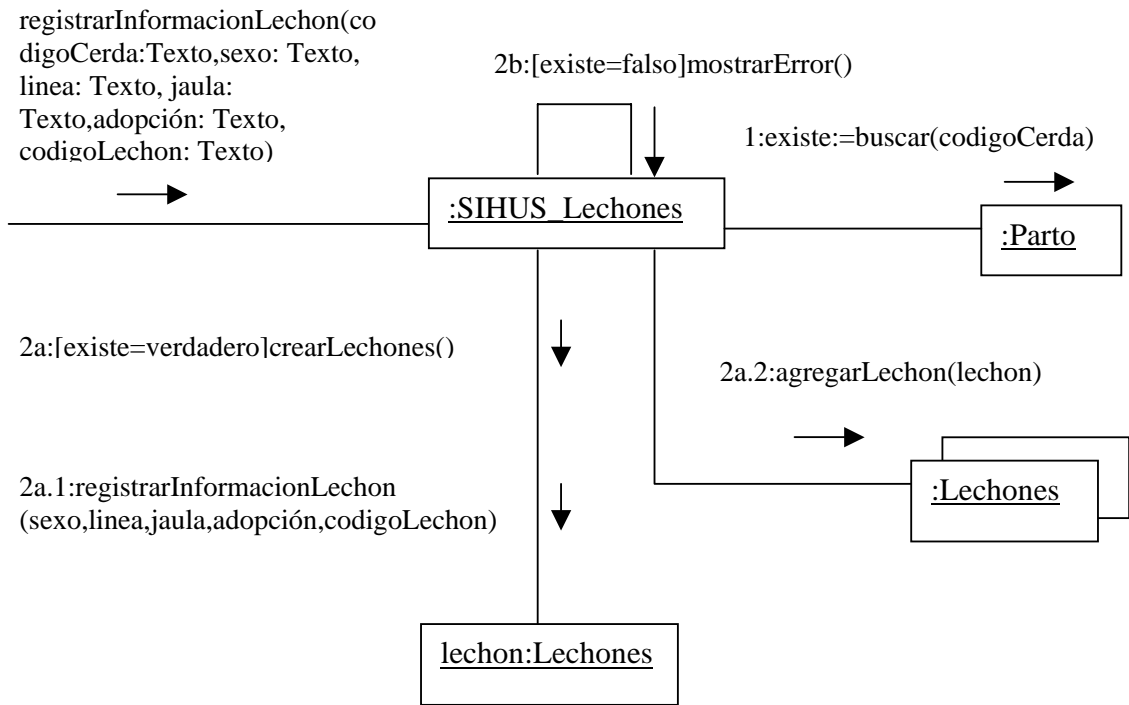 registrarInformacionLechon(co
digoCerda:Texto,sexo: Texto,
linea: Texto, jaula:
Texto,adopción: Texto,
codigoLechon: Texto)
2b:[existe=falso]mostrarError()
1:existe:=buscar(codigoCerda)
:SIHUS_Lechones
:Parto
2a:[existe=verdadero]crearLechones()
2a.2:agregarLechon(lechon)
2a.1:registrarInformacionLechon
(sexo,linea,jaula,adopción,codigoLechon)
:Lechones
lechon:Lechones